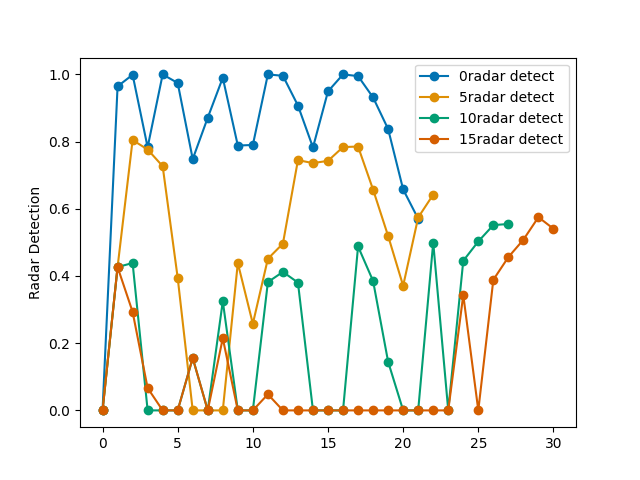 1.0
0.8
0.6
0.4
0.2
0.0
Radar Detection
0radar detect
5radar detect
10radar detect
15radar detect
0 5 10 15 20 25 30